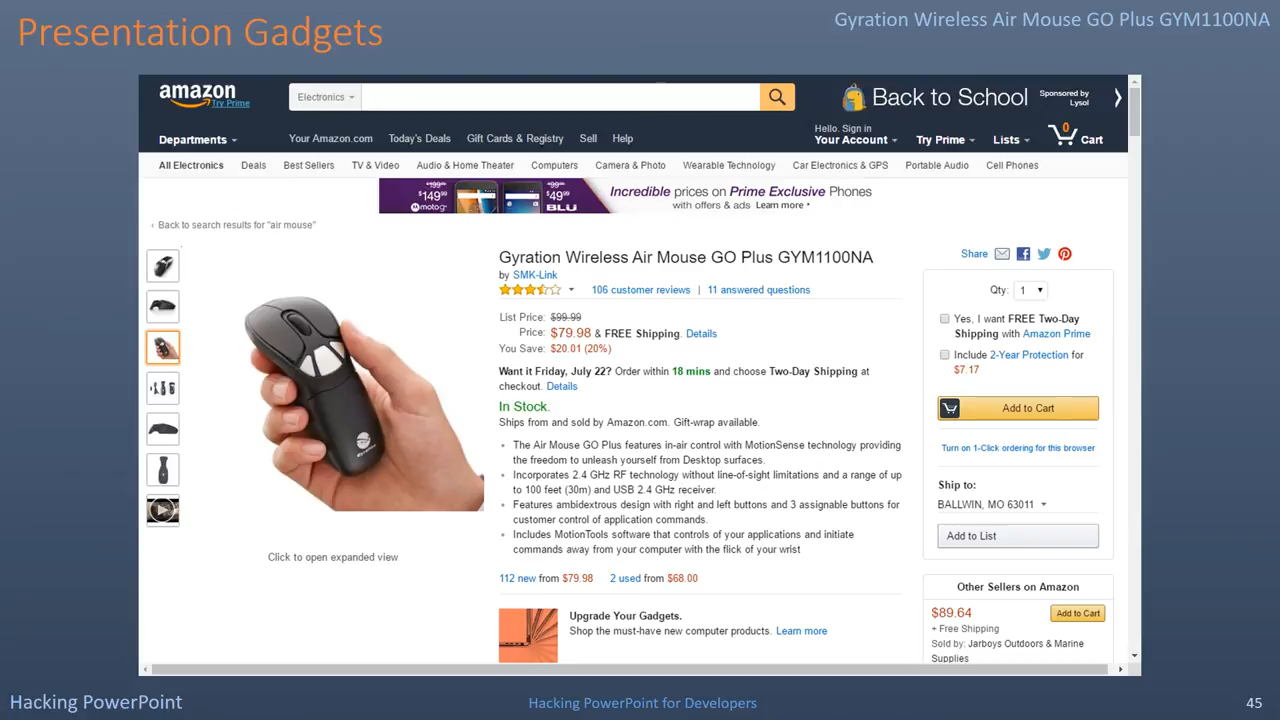 Presentation Gadgets
Gyration Wireless Air Mouse GO Plus GYM1100NA
amazon
Try Prime
Electronics
Back to School
Sponsored by
Lysol
Departments
Your Amazon.com
Today's Deals
Gift Cards & Registry
Sell
Help
Hello. Sign in
Your Account
Try Prime
Lists
0
Cart
All Electronics
Deals
Best Sellers
TV & Video
Audio & Home Theater
Computers
Camera & Photo
Wearable Technology
Car Electronics & GPS
Portable Audio
Cell Phones
$199.99
$149.99
moto g
$99.99
$49.99
BLU
Incredible prices on Prime Exclusive Phones
with offers & ads Learn more
‹ Back to search results for "air mouse"
Gyration Wireless Air Mouse GO Plus GYM1100NA
by SMK-Link
106 customer reviews | 11 answered questions
List Price: $99.99
Price: $79.98 & FREE Shipping. Details
You Save: $20.01 (20%)
Want it Friday, July 22? Order within 18 mins and choose Two-Day Shipping at
checkout. Details
In Stock.
Ships from and sold by Amazon.com. Gift-wrap available.
• The Air Mouse GO Plus features in-air control with MotionSense technology providing
the freedom to unleash yourself from Desktop surfaces.
• Incorporates 2.4 GHz RF technology without line-of-sight limitations and a range of up
to 100 feet (30m) and USB 2.4 GHz receiver.
• Features ambidextrous design with right and left buttons and 3 assignable buttons for
customer control of application commands.
• Includes MotionTools software that controls of your applications and initiate
commands away from your computer with the flick of your wrist
112 new from $79.98 2 used from $68.00
Click to open expanded view
Upgrade Your Gadgets.
Shop the must-have new computer products. Learn more
Share
Qty: 1
Yes, I want FREE Two-Day
Shipping with Amazon Prime
Include 2-Year Protection for
$7.17
Add to Cart
Turn on 1-Click ordering for this browser
Ship to:
BALLWIN, MO 63011
Add to List
Other Sellers on Amazon
$89.64
Add to Cart
+ Free Shipping
Sold by: Jarboys Outdoors & Marine
Supplies
Hacking PowerPoint
Hacking PowerPoint for Developers
45